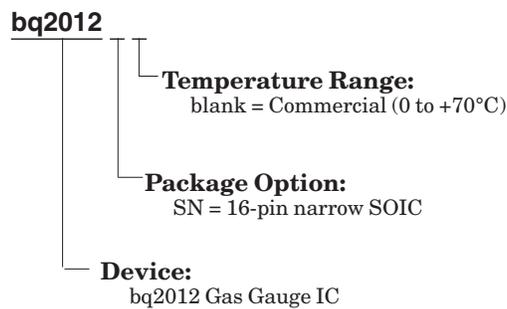 bq2012
Temperature Range:
blank = Commercial (0 to +70°C)
Package Option:
SN = 16-pin narrow SOIC
Device:
bq2012 Gas Gauge IC